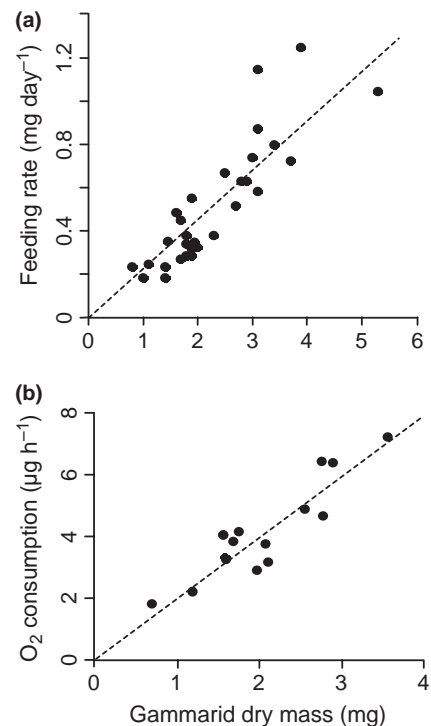 (a)
Feeding rate (mg day⁻¹)
1.2
0.8
0.4
0
0 1 2 3 4 5 6
(b)
O₂ consumption (µg h⁻¹)
8
6
4
2
0
0 1 2 3 4
Gammarid dry mass (mg)